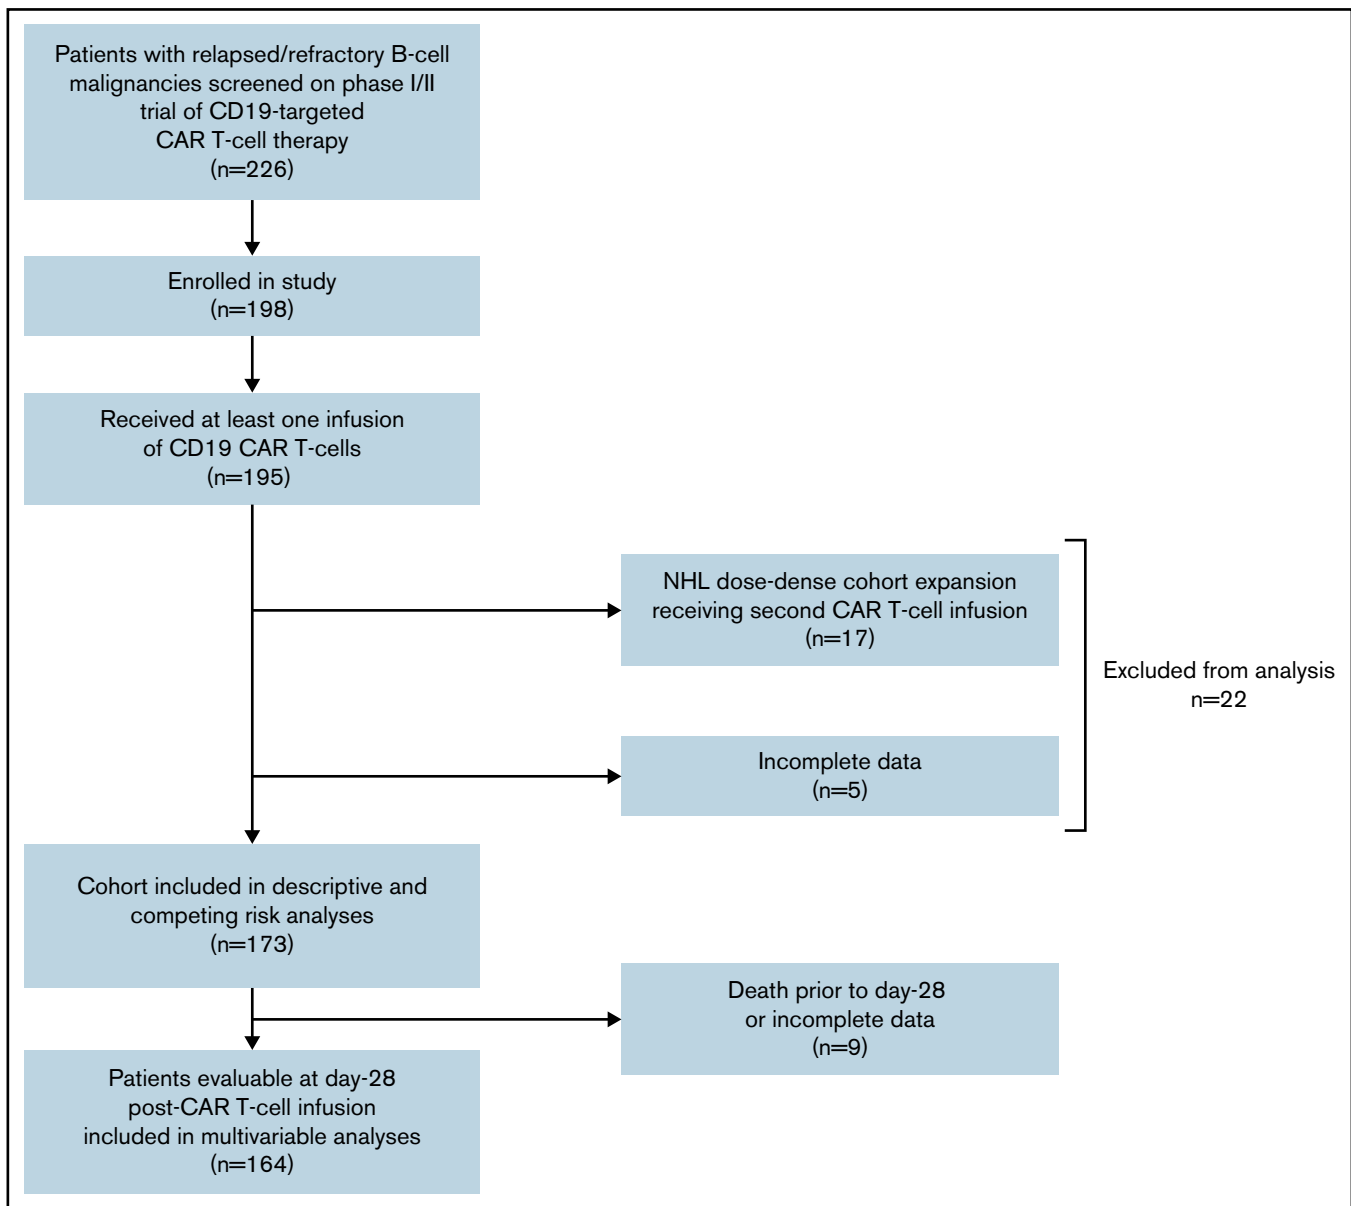 Patients with relapsed/refractory B-cell
malignancies screened on phase I/II
trial of CD19-targeted
CAR T-cell therapy
(n=226)
Enrolled in study
(n=198)
Received at least one infusion
of CD19 CAR T-cells
(n=195)
NHL dose-dense cohort expansion
receiving second CAR T-cell infusion
(n=17)
Excluded from analysis
n=22
Incomplete data
(n=5)
Cohort included in descriptive and
competing risk analyses
(n=173)
Death prior to day-28
or incomplete data
(n=9)
Patients evaluable at day-28
post-CAR T-cell infusion
included in multivariable analyses
(n=164)